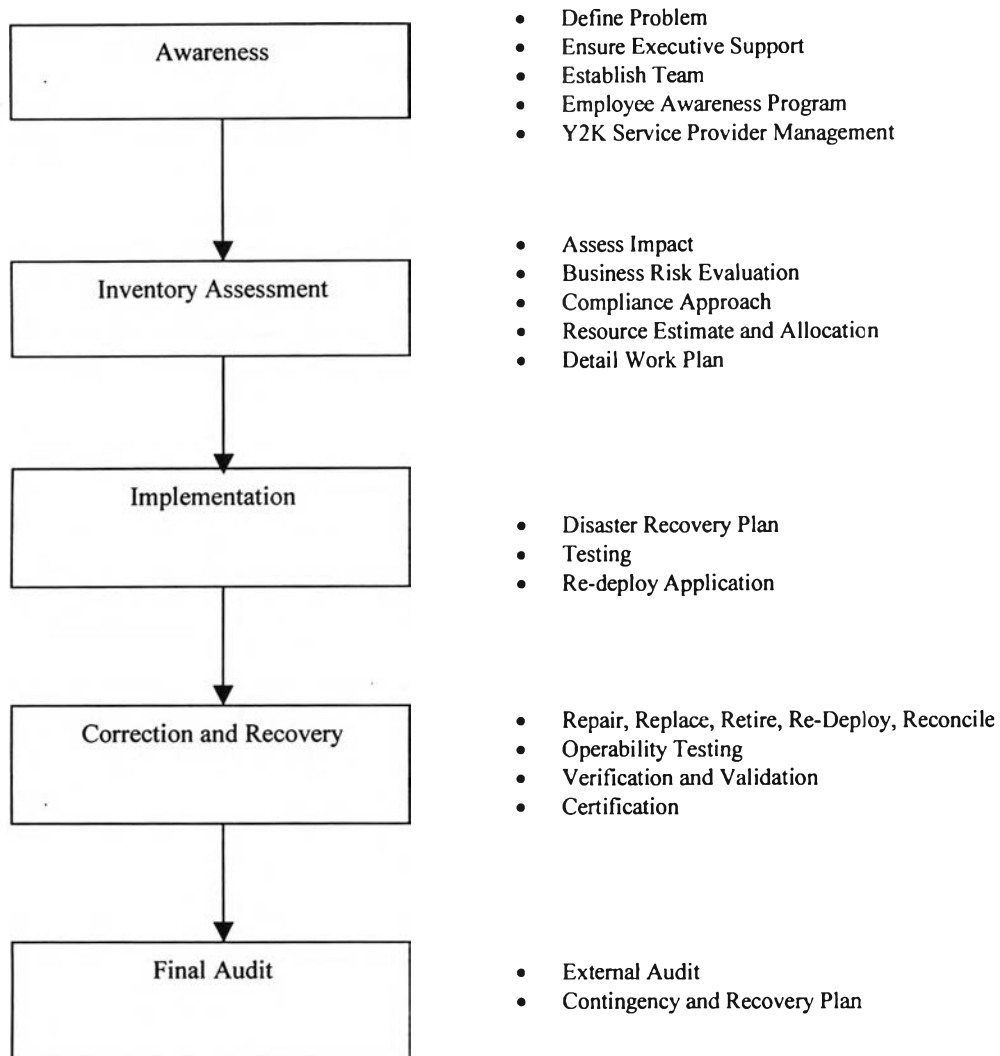 Awareness
• Define Problem
• Ensure Executive Support
• Establish Team
• Employee Awareness Program
• Y2K Service Provider Management
Inventory Assessment
• Assess Impact
• Business Risk Evaluation
• Compliance Approach
• Resource Estimate and Allocation
• Detail Work Plan
Implementation
• Disaster Recovery Plan
• Testing
• Re-deploy Application
Correction and Recovery
• Repair, Replace, Retire, Re-Deploy, Reconcile
• Operability Testing
• Verification and Validation
• Certification
Final Audit
• External Audit
• Contingency and Recovery Plan